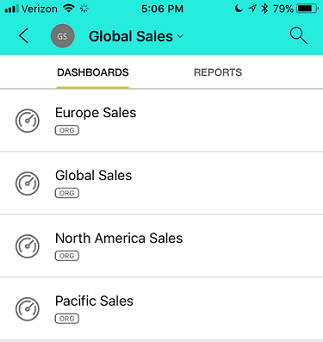 Verizon 5:06 PM 79%
GS Global Sales
DASHBOARDS REPORTS
Europe Sales
ORG
Global Sales
ORG
North America Sales
ORG
Pacific Sales
ORG